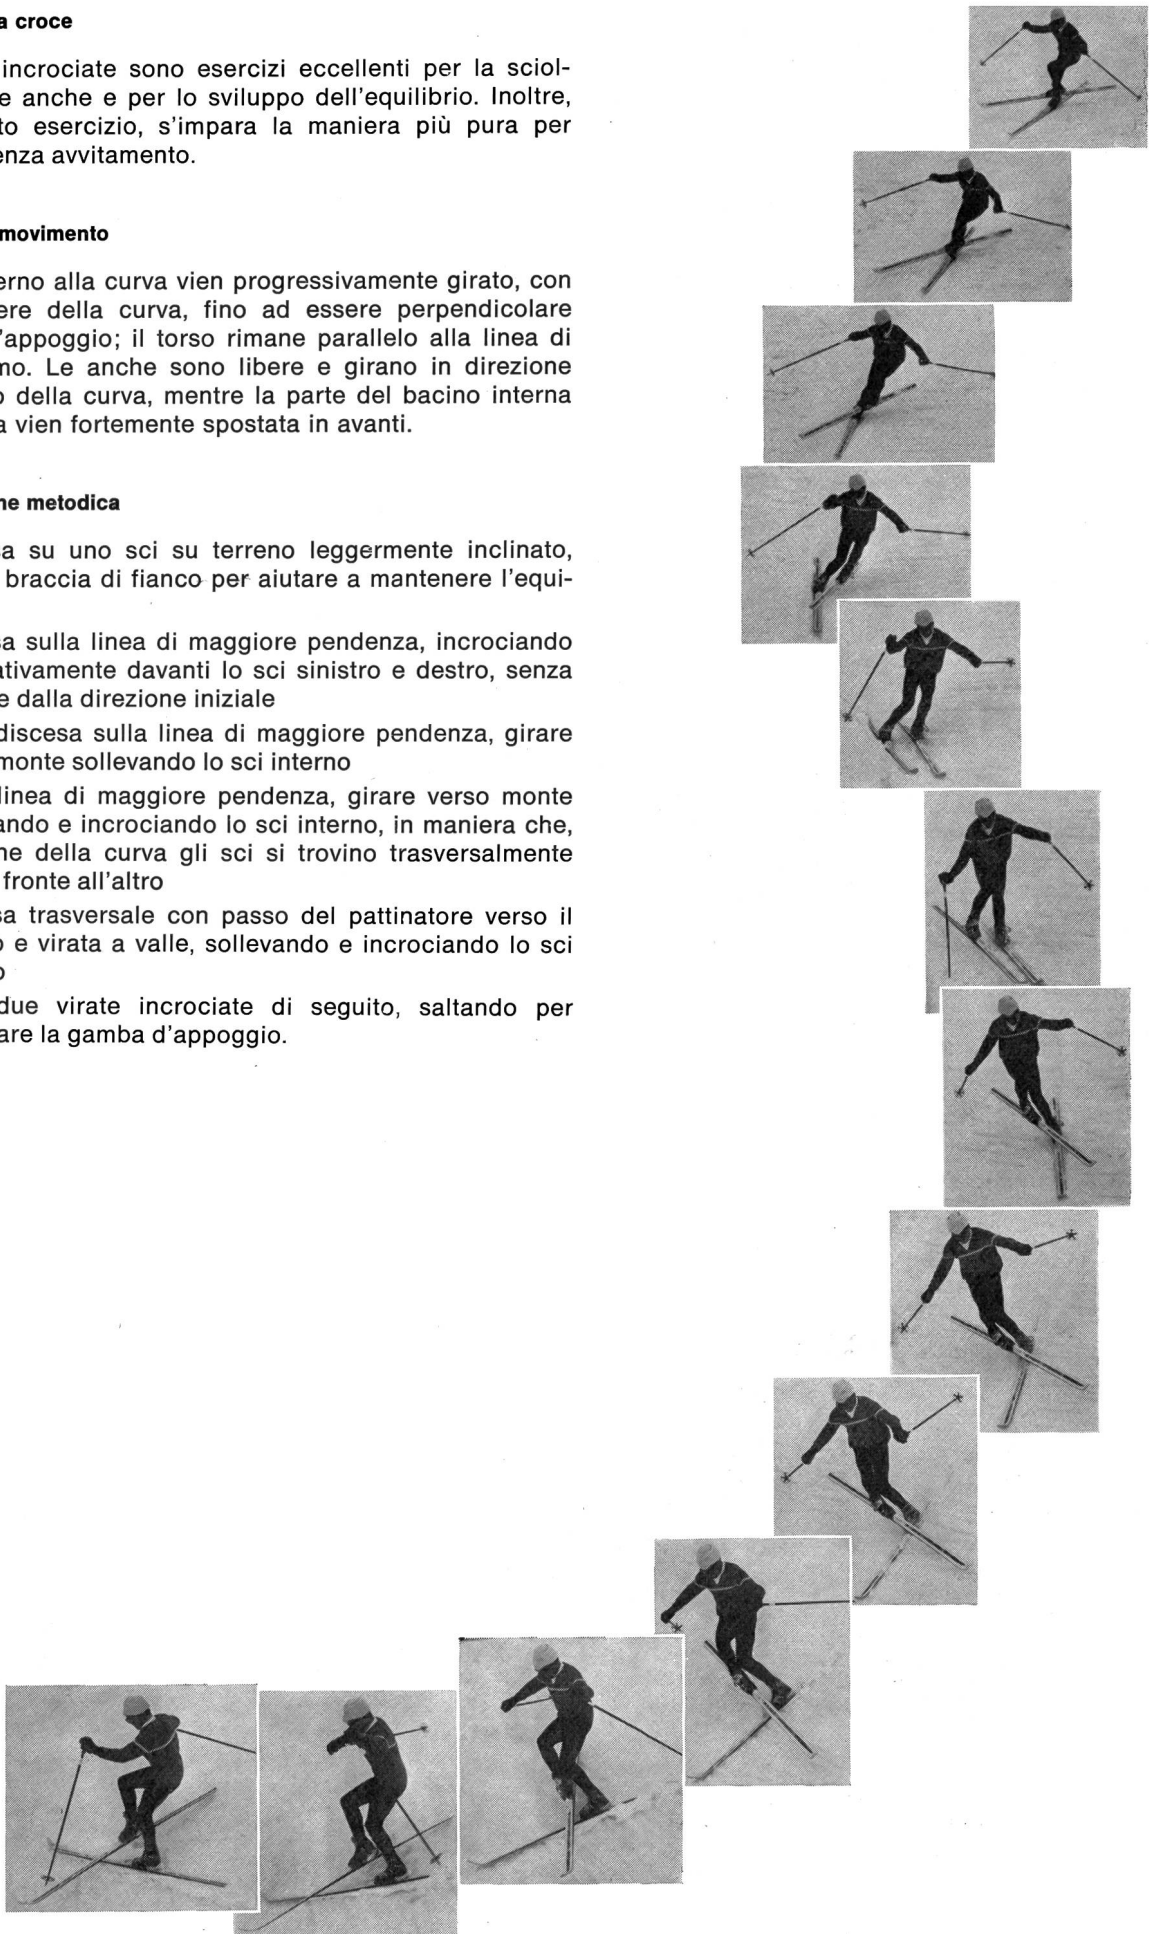 a croce
incrociate sono esercizi eccellenti per la sciol-
e anche e per lo sviluppo dell'equilibrio. Inoltre,
to esercizio, s'impara la maniera più pura per
enza avvitamento.
movimento
erno alla curva vien progressivamente girato, con
ere della curva, fino ad essere perpendicolare
l'appoggio; il torso rimane parallelo alla linea di
mo. Le anche sono libere e girano in direzione
o della curva, mentre la parte del bacino interna
a vien fortemente spostata in avanti.
ne metodica
sa su uno sci su terreno leggermente inclinato,
braccia di fianco per aiutare a mantenere l'equi-
sa sulla linea di maggiore pendenza, incrociando
ativamente davanti lo sci sinistro e destro, senza
e dalla direzione iniziale
discesa sulla linea di maggiore pendenza, girare
monte sollevando lo sci interno
linea di maggiore pendenza, girare verso monte
ando e incrociando lo sci interno, in maniera che,
ne della curva gli sci si trovino trasversalmente
fronte all'altro
sa trasversale con passo del pattinatore verso il
o e virata a valle, sollevando e incrociando lo sci
o
due virate incrociate di seguito, saltando per
are la gamba d'appoggio.